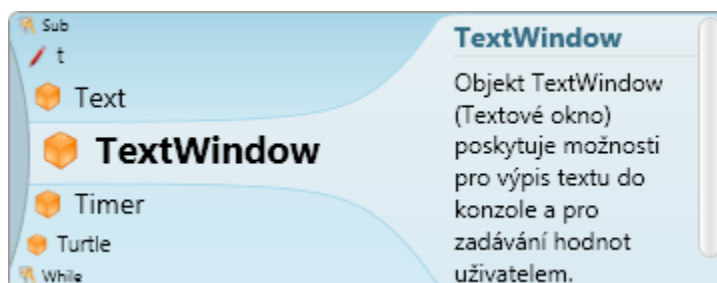 Sub
t
Text
TextWindow
Timer
Turtle
While
TextWindow
Objekt TextWindow
(Textové okno)
poskytuje možnosti
pro výpis textu do
konzole a pro
zadávání hodnot
uživatelem.